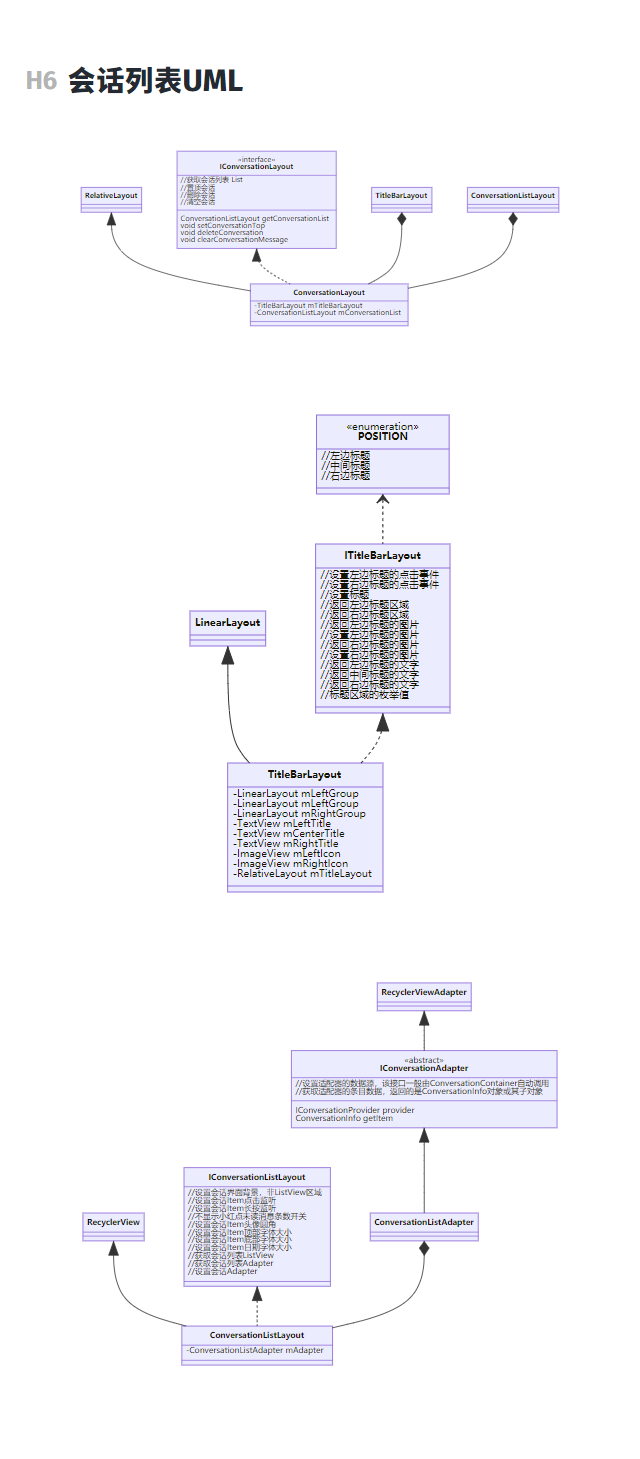 H6 会话列表UML
«interface»
IConversationLayout
//获取会话列表 List
//置顶会话
//删除会话
//清空会话
ConversationListLayout getConversationList
void setConversationTop
void deleteConversation
void clearConversationMessage
RelativeLayout
TitleBarLayout
ConversationListLayout
ConversationLayout
-TitleBarLayout mTitleBarLayout
-ConversationListLayout mConversationList
«enumeration»
POSITION
//左边标题
//中间标题
//右边标题
ITitleBarLayout
//设置左边标题的点击事件
//设置右边标题的点击事件
//设置标题
//返回左边标题区域
//返回右边标题区域
//返回左边标题的图片
//设置左边标题的图片
//返回右边标题的图片
//设置右边标题的图片
//返回左边标题的文字
//返回中间标题的文字
//返回右边标题的文字
//标题区域的枚举值
LinearLayout
TitleBarLayout
-LinearLayout mLeftGroup
-LinearLayout mLeftGroup
-LinearLayout mRightGroup
-TextView mLeftTitle
-TextView mCenterTitle
-TextView mRightTitle
-ImageView mLeftIcon
-ImageView mRightIcon
-RelativeLayout mTitleLayout
RecyclerViewAdapter
«abstract»
IConversationAdapter
//设置适配器的数据源，该接口一般由ConversationContainer自动调用
//获取适配器的条目数据，返回的是ConversationInfo对象或其子对象
IConversationProvider provider
ConversationInfo getItem
IConversationListLayout
//设置会话界面背景，非ListView区域
//设置会话Item点击监听
//设置会话Item长按监听
//不显示小红点未读消息条数开关
//设置会话Item头像圆角
//设置会话Item顶部字体大小
//设置会话Item底部字体大小
//设置会话Item日期字体大小
//获取会话列表ListView
//获取会话列表Adapter
//设置会话Adapter
RecyclerView
ConversationListAdapter
ConversationListLayout
-ConversationListAdapter mAdapter